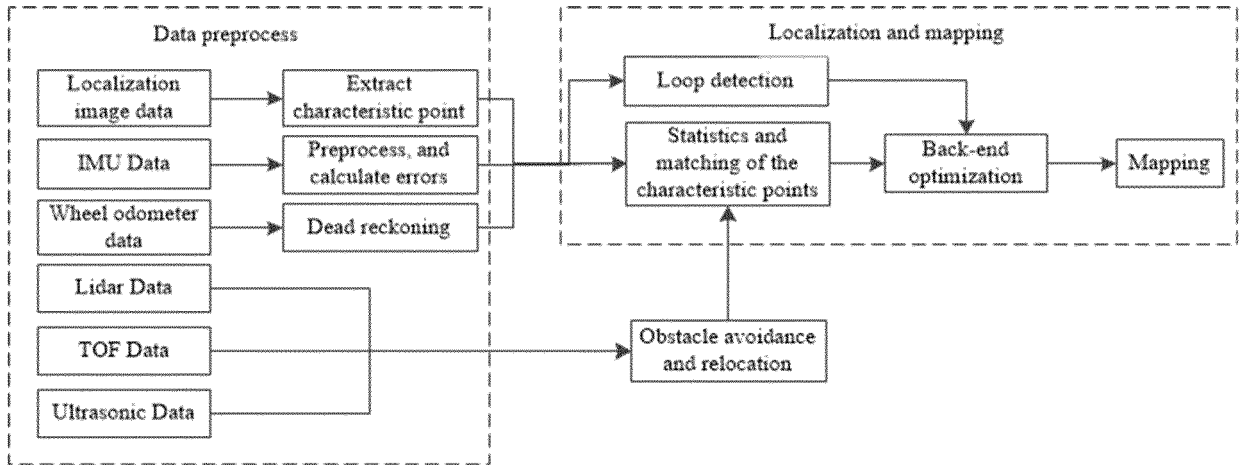 Data preprocess
Localization
image data
Extract
characteristic point
IMU Data
Preprocess, and
calculate errors
Wheel odometer
data
Dead reckoning
Lidar Data
TOF Data
Ultrasonic Data
Localization and mapping
Loop detection
Statistics and
matching of the
characteristic points
Back-end
optimization
Mapping
Obstacle avoidance
and relocation